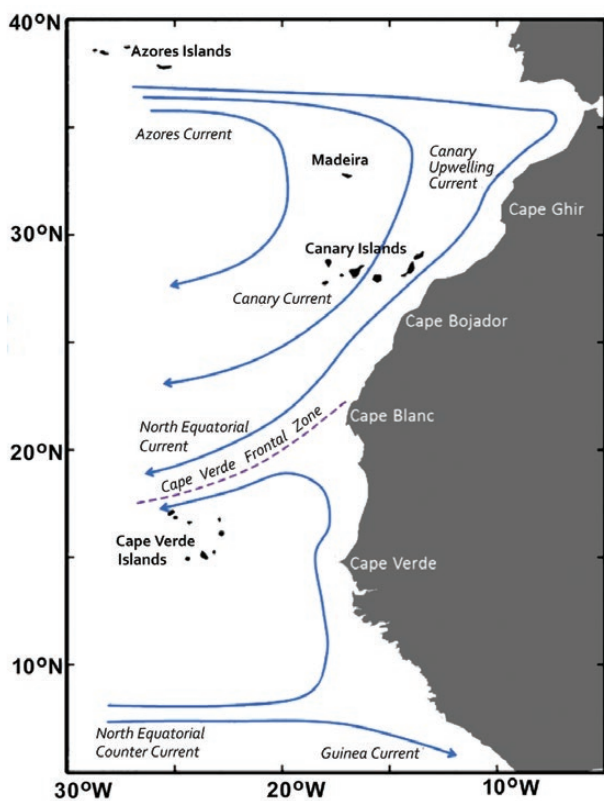 40°N
Azores Islands
Azores Current
Madeira
Canary
Upwelling
Current
Cape Ghir
30°N
Canary Islands
Canary Current
Cape Bojador
North Equatorial
Current
Cape Verde Frontal Zone
Cape Blanc
20°N
Cape Verde
Islands
Cape Verde
10°N
North Equatorial
Counter Current
Guinea Current
30°W
20°W
10°W